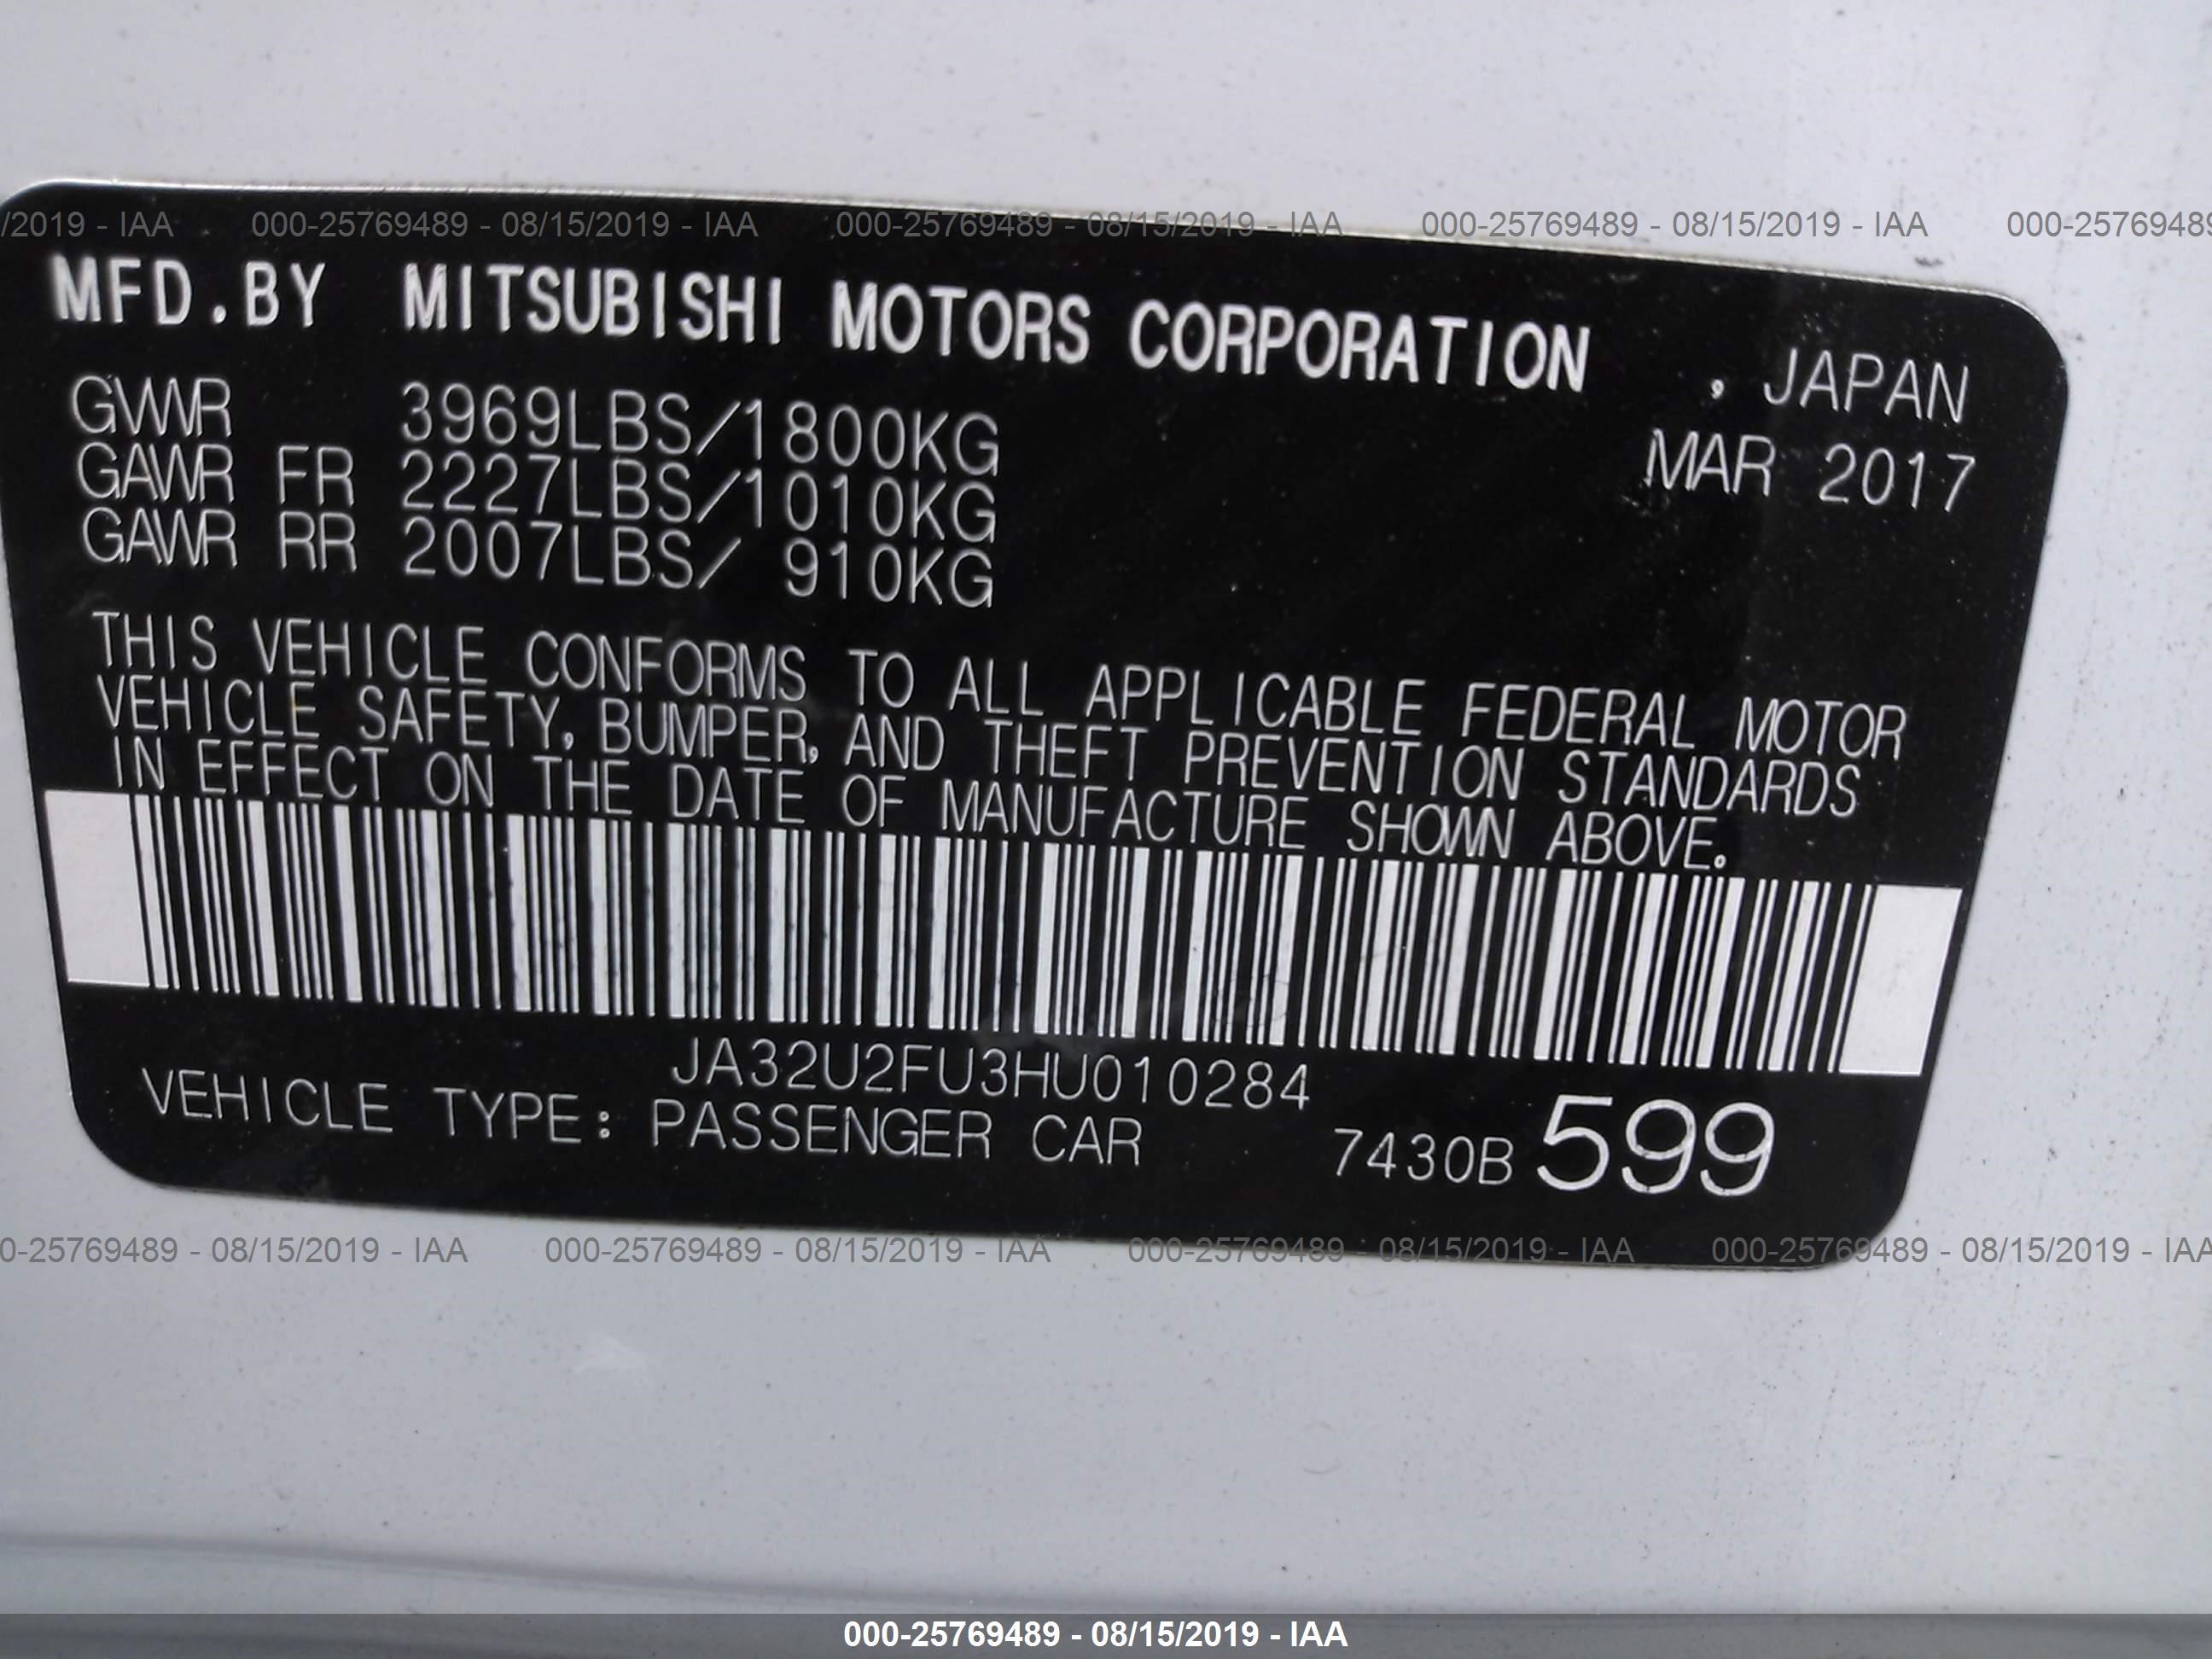 /2019 - IAA 000-25769489 - 08/15/2019 - IAA 000-25769489 - 08/15/2019 - IAA 000-25769489 - 08/15/2019 - IAA 000-25769489
MFD.BY MITSUBISHI MOTORS CORPORATION , JAPAN
GVWR 3969LBS/1800KG MAR 2017
GAWR FR 2227LBS/1010KG
GAWR RR 2007LBS/ 910KG
THIS VEHICLE CONFORMS TO ALL APPLICABLE FEDERAL MOTOR
VEHICLE SAFETY, BUMPER, AND THEFT PREVENTION STANDARDS
IN EFFECT ON THE DATE OF MANUFACTURE SHOWN ABOVE.
JA32U2FU3HU010284
VEHICLE TYPE: PASSENGER CAR 7430B 599
0-25769489 - 08/15/2019 - IAA 000-25769489 - 08/15/2019 - IAA 000-25769489 - 08/15/2019 - IAA 000-25769489 - 08/15/2019 - IAA
000-25769489 - 08/15/2019 - IAA